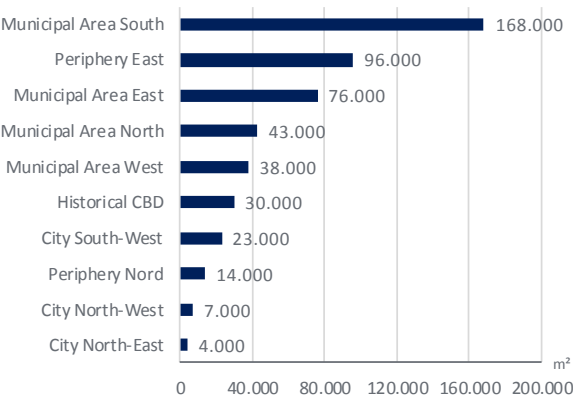 Municipal Area South 168.000
Periphery East 96.000
Municipal Area East 76.000
Municipal Area North 43.000
Municipal Area West 38.000
Historical CBD 30.000
City South-West 23.000
Periphery Nord 14.000
City North-West 7.000
City North-East 4.000
m²
0 40.000 80.000 120.000 160.000 200.000